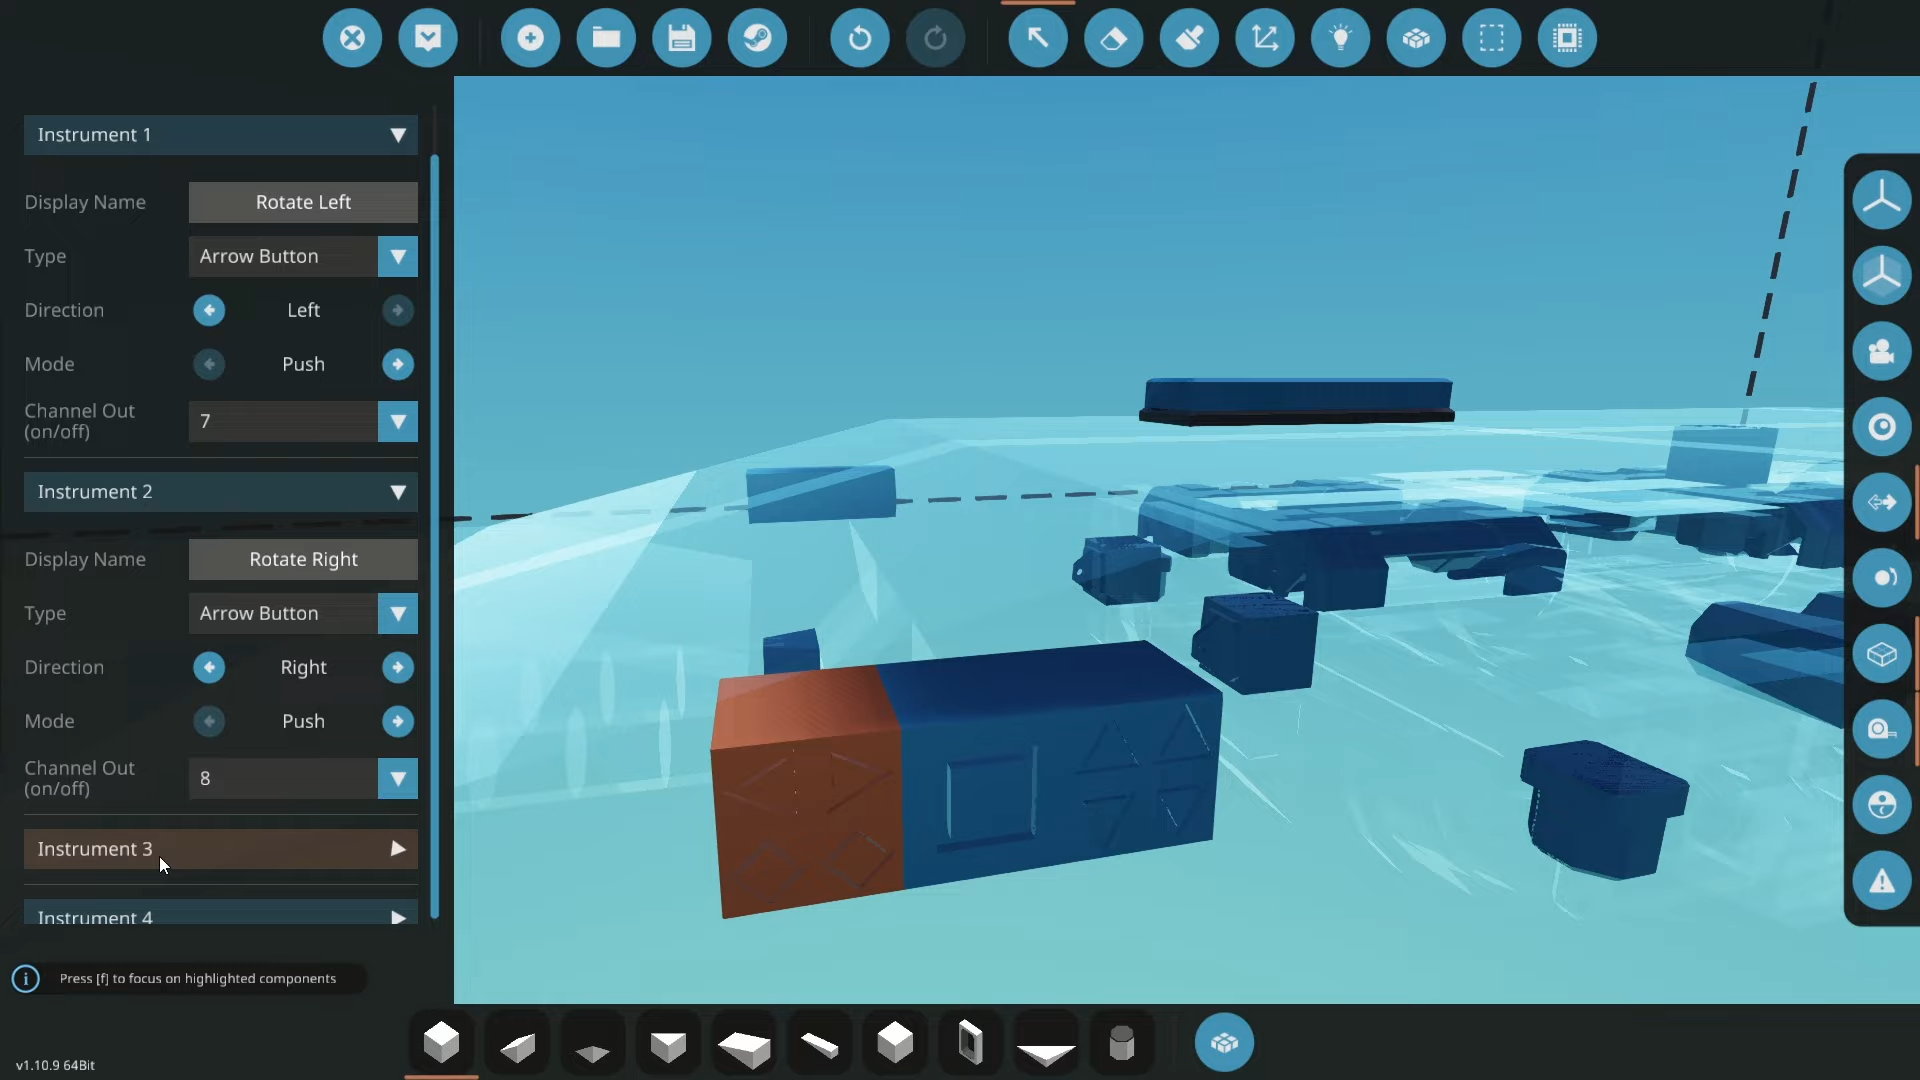 Instrument 1
Display Name
Rotate Left
Type
Arrow Button
Direction
Left
Mode
Push
Channel Out
(on/off)
7
Instrument 2
Display Name
Rotate Right
Type
Arrow Button
Direction
Right
Mode
Push
Channel Out
(on/off)
8
Instrument 3
Instrument 4
Press [f] to focus on highlighted components
v1.10.9 64Bit